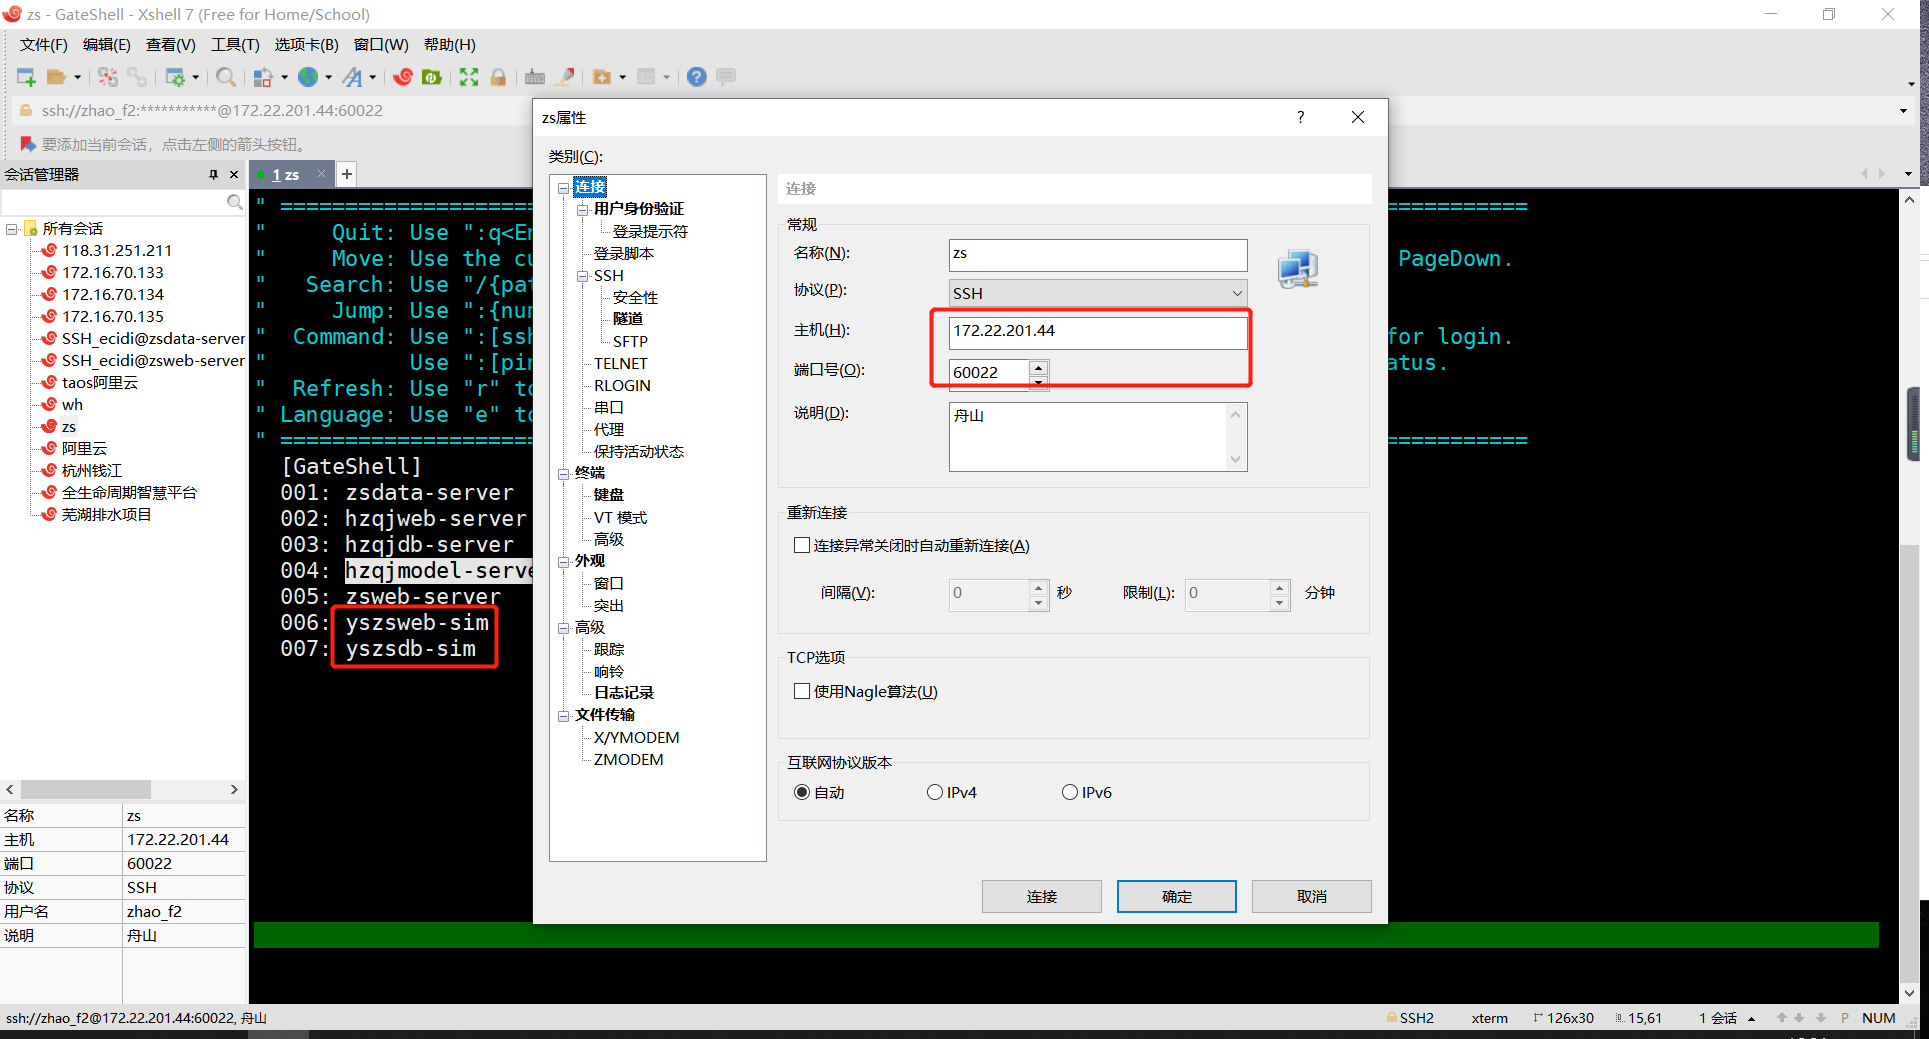 zs - GateShell - Xshell 7 (Free for Home/School)
文件(F) 编辑(E) 查看(V) 工具(T) 选项卡(B) 窗口(W) 帮助(H)
ssh://zhao_f2:***********@172.22.201.44:60022
要添加当前会话，点击左侧的箭头按钮。
会话管理器
1 zs
所有会话
118.31.251.211
172.16.70.133
172.16.70.134
172.16.70.135
SSH_ecidi@zsdata-server
SSH_ecidi@zsweb-server
taos阿里云
wh
zs
阿里云
杭州钱江
全生命周期智慧平台
芜湖排水项目
名称 zs
主机 172.22.201.44
端口 60022
协议 SSH
用户名 zhao_f2
说明 舟山
" ==================== ===========
" Quit: Use ":q<En
" Move: Use the cu PageDown.
" Search: Use "/{pat
" Jump: Use ":{num
" Command: Use ":[ssh for login.
" Use ":[pin atus.
" Refresh: Use "r" to
" Language: Use "e" to
" ==================== ===========
[GateShell]
001: zsdata-server
002: hzqjweb-server
003: hzqjdb-server
004: hzqjmodel-serve
005: zsweb-server
006: yszsweb-sim
007: yszsdb-sim
zs属性
?
类别(C):
连接
用户身份验证
登录提示符
登录脚本
SSH
安全性
隧道
SFTP
TELNET
RLOGIN
串口
代理
保持活动状态
终端
键盘
VT 模式
高级
外观
窗口
突出
高级
跟踪
响铃
日志记录
文件传输
X/YMODEM
ZMODEM
连接
常规
名称(N): zs
协议(P): SSH
主机(H): 172.22.201.44
端口号(O): 60022
说明(D): 舟山
重新连接
连接异常关闭时自动重新连接(A)
间隔(V): 0 秒 限制(L): 0 分钟
TCP选项
使用Nagle算法(U)
互联网协议版本
自动 IPv4 IPv6
连接 确定 取消
ssh://zhao_f2@172.22.201.44:60022, 舟山
SSH2 xterm 126x30 15,61 1 会话 P NUM